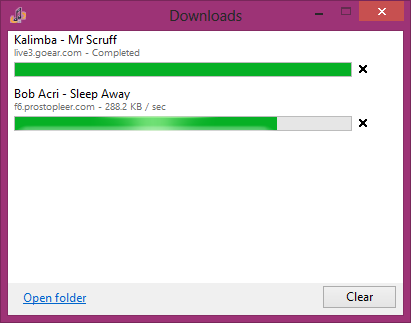 Downloads
Kalimba - Mr Scruff
live3.goear.com - Completed
Bob Acri - Sleep Away
f6.prostopleer.com - 288.2 KB / sec
Open folder
Clear